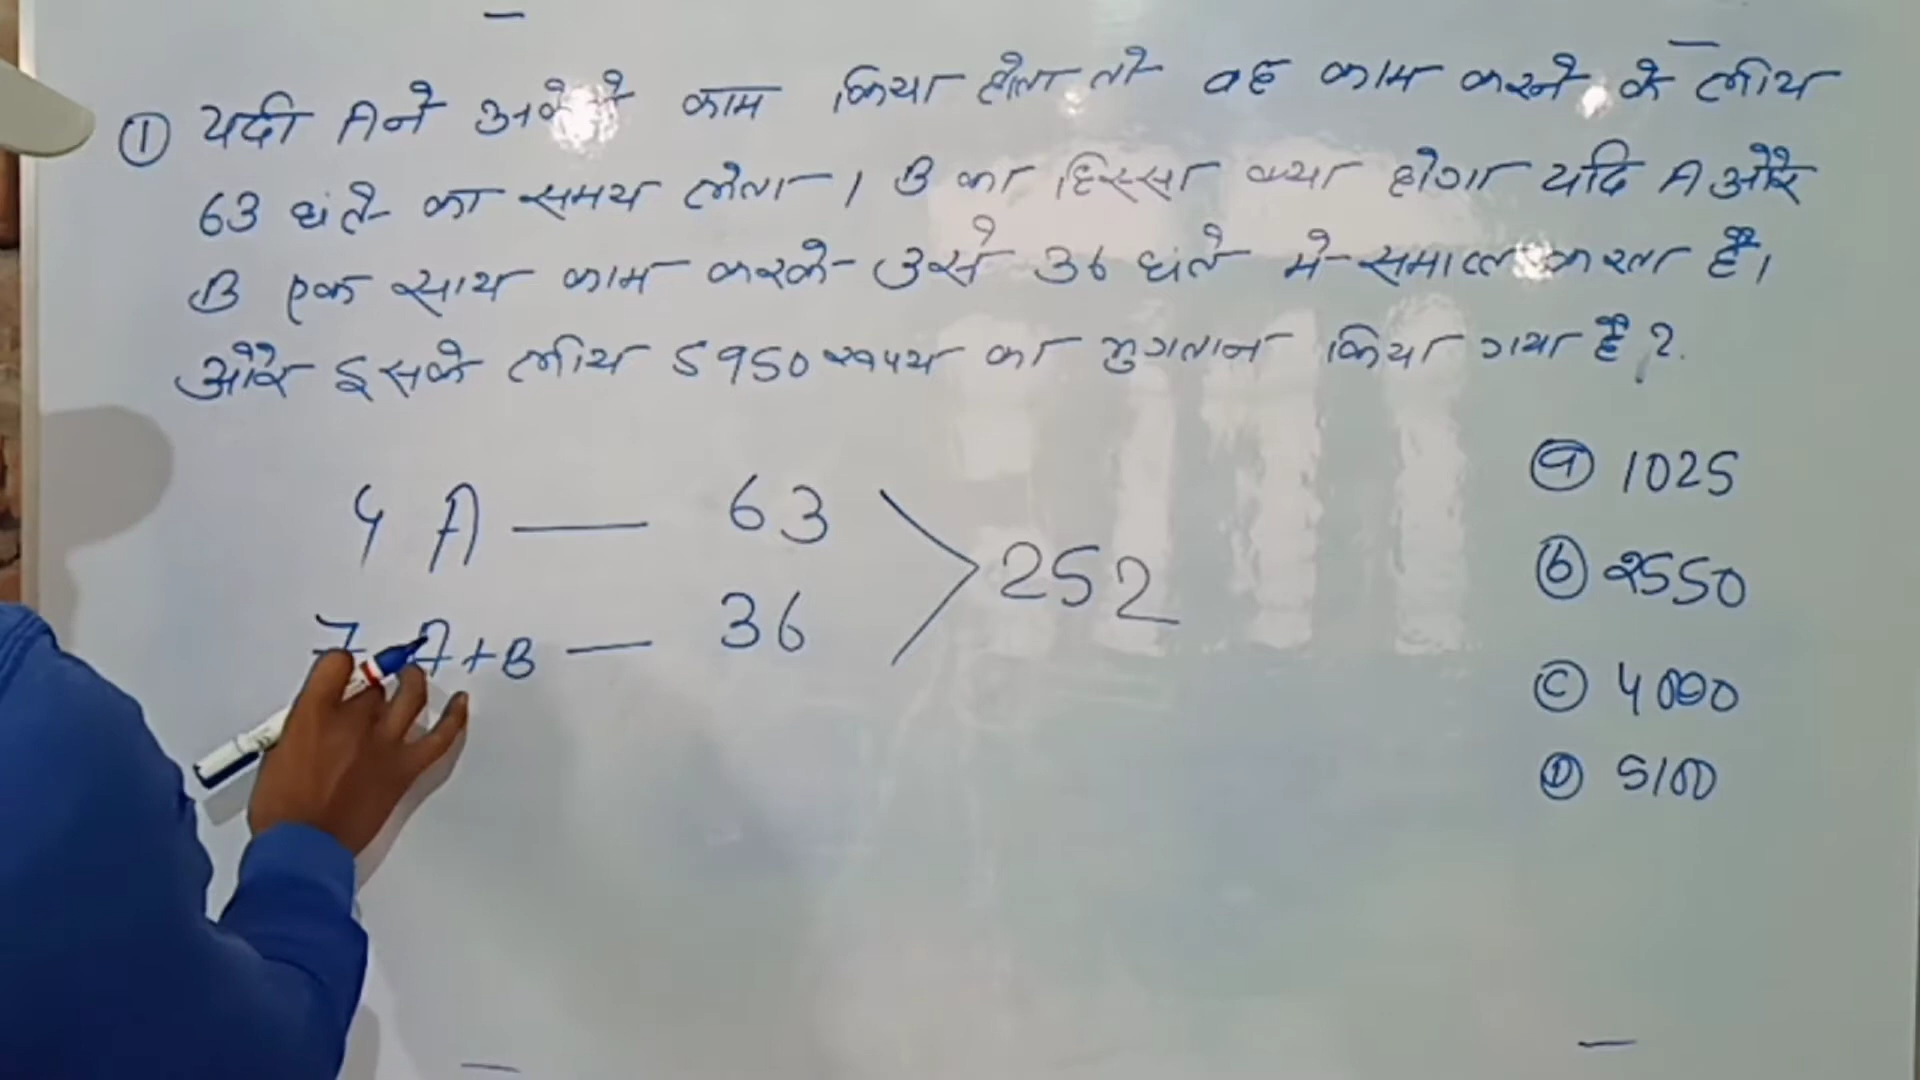 ① यदी A ने अकेले काम किया होता तो वह काम करने के लीय
63 घंते का समय लेता । B का हिस्सा क्या होगा यदि A और
B एक साथ काम करके उसे 36 घंते मे समाप्त करता हैं।
और इसके लीय 5950 रूपय का भुगतान किया गया हैं ?
4 A — 63
252
7 A+B — 36
ⓐ 1025
ⓑ 2550
ⓒ 4000
Ⓓ 5100